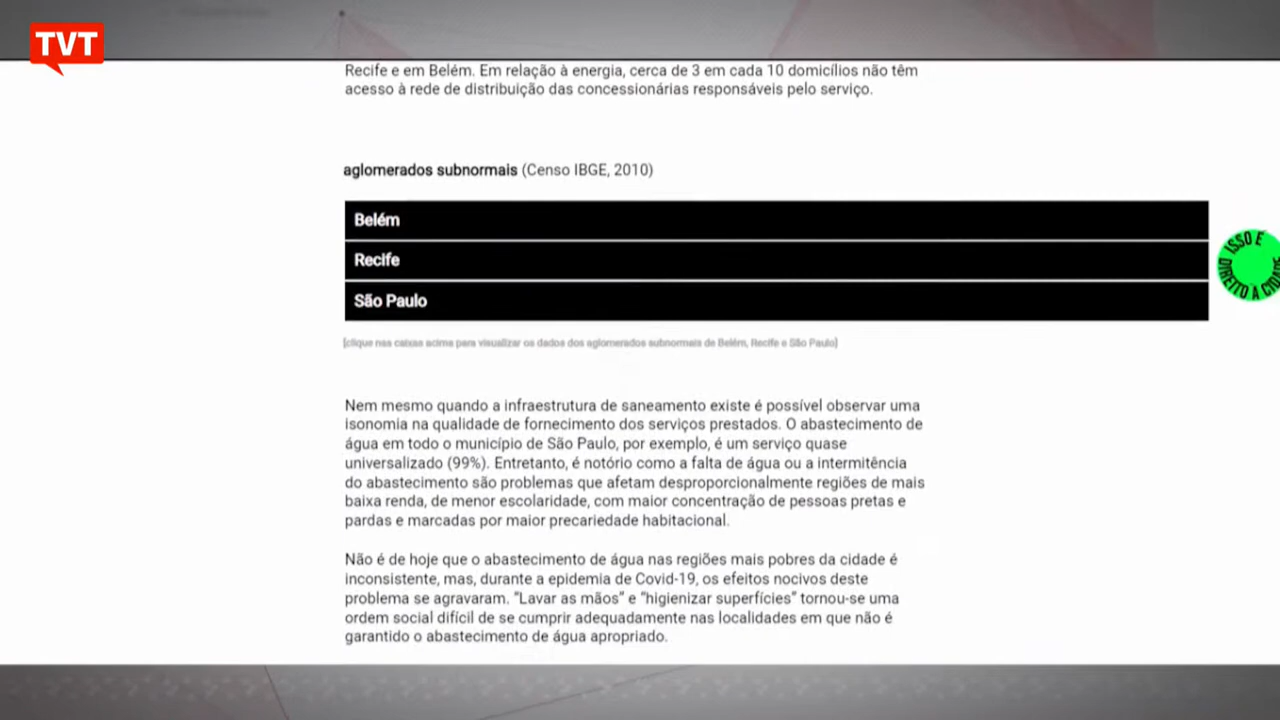 TVT
Recife e em Belém. Em relação à energia, cerca de 3 em cada 10 domicílios não têm
acesso à rede de distribuição das concessionárias responsáveis pelo serviço.
aglomerados subnormais (Censo IBGE, 2010)
Belém
Recife
São Paulo
ISSO É
DIREITO À CIDADE
[clique nas caixas acima para visualizar os dados dos aglomerados subnormais de Belém, Recife e São Paulo]
Nem mesmo quando a infraestrutura de saneamento existe é possível observar uma
isonomia na qualidade de fornecimento dos serviços prestados. O abastecimento de
água em todo o município de São Paulo, por exemplo, é um serviço quase
universalizado (99%). Entretanto, é notório como a falta de água ou a intermitência
do abastecimento são problemas que afetam desproporcionalmente regiões de mais
baixa renda, de menor escolaridade, com maior concentração de pessoas pretas e
pardas e marcadas por maior precariedade habitacional.
Não é de hoje que o abastecimento de água nas regiões mais pobres da cidade é
inconsistente, mas, durante a epidemia de Covid-19, os efeitos nocivos deste
problema se agravaram. “Lavar as mãos” e “higienizar superfícies” tornou-se uma
ordem social difícil de se cumprir adequadamente nas localidades em que não é
garantido o abastecimento de água apropriado.